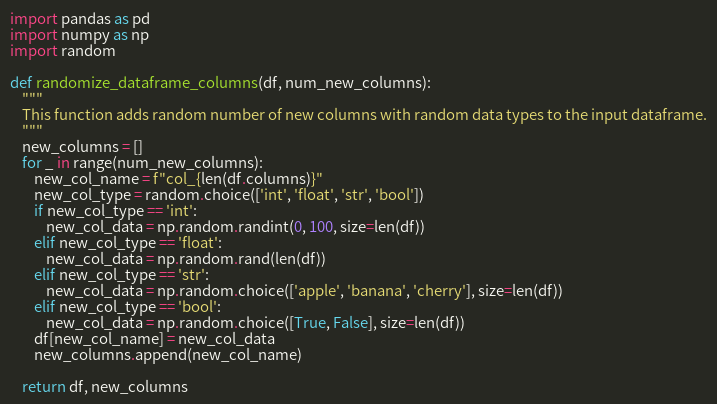 import pandas as pd
import numpy as np
import random

def randomize_dataframe_columns(df, num_new_columns):
    """
    This function adds random number of new columns with random data types to the input dataframe.
    """
    new_columns = []
    for _ in range(num_new_columns):
        new_col_name = f"col_{len(df.columns)}"
        new_col_type = random.choice(['int', 'float', 'str', 'bool'])
        if new_col_type == 'int':
            new_col_data = np.random.randint(0, 100, size=len(df))
        elif new_col_type == 'float':
            new_col_data = np.random.rand(len(df))
        elif new_col_type == 'str':
            new_col_data = np.random.choice(['apple', 'banana', 'cherry'], size=len(df))
        elif new_col_type == 'bool':
            new_col_data = np.random.choice([True, False], size=len(df))
        df[new_col_name] = new_col_data
        new_columns.append(new_col_name)

    return df, new_columns